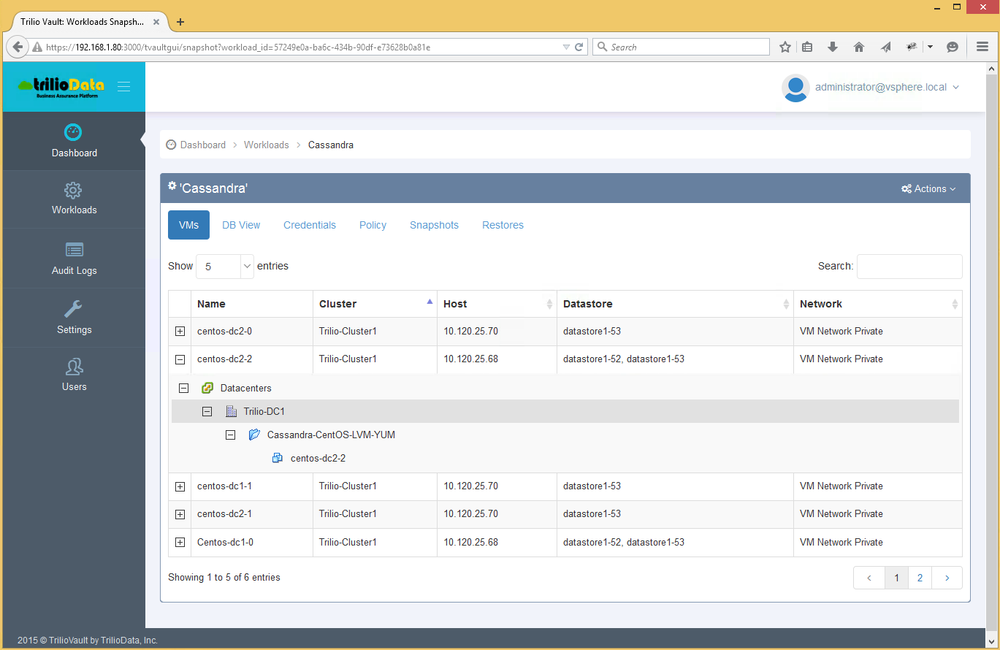 Trilio Vault: Workloads Snapsh...
https://192.168.1.80:3000/tvaultgui/snapshot?workload_id=57249e0a-ba6c-434b-90df-e73628b0a81e
Search
trilioData
Business Assurance Platform
administrator@vsphere.local
Dashboard
Workloads
Audit Logs
Settings
Users
Dashboard > Workloads > Cassandra
'Cassandra' Actions
VMs DB View Credentials Policy Snapshots Restores
Show 5 entries Search:
Name Cluster Host Datastore Network
centos-dc2-0 Trilio-Cluster1 10.120.25.70 datastore1-53 VM Network Private
centos-dc2-2 Trilio-Cluster1 10.120.25.68 datastore1-52, datastore1-53 VM Network Private
Datacenters
Trilio-DC1
Cassandra-CentOS-LVM-YUM
centos-dc2-2
centos-dc1-1 Trilio-Cluster1 10.120.25.70 datastore1-53 VM Network Private
centos-dc2-1 Trilio-Cluster1 10.120.25.70 datastore1-53 VM Network Private
Centos-dc1-0 Trilio-Cluster1 10.120.25.68 datastore1-52, datastore1-53 VM Network Private
Showing 1 to 5 of 6 entries < 1 2 >
2015 © TrilioVault by TrilioData, Inc.